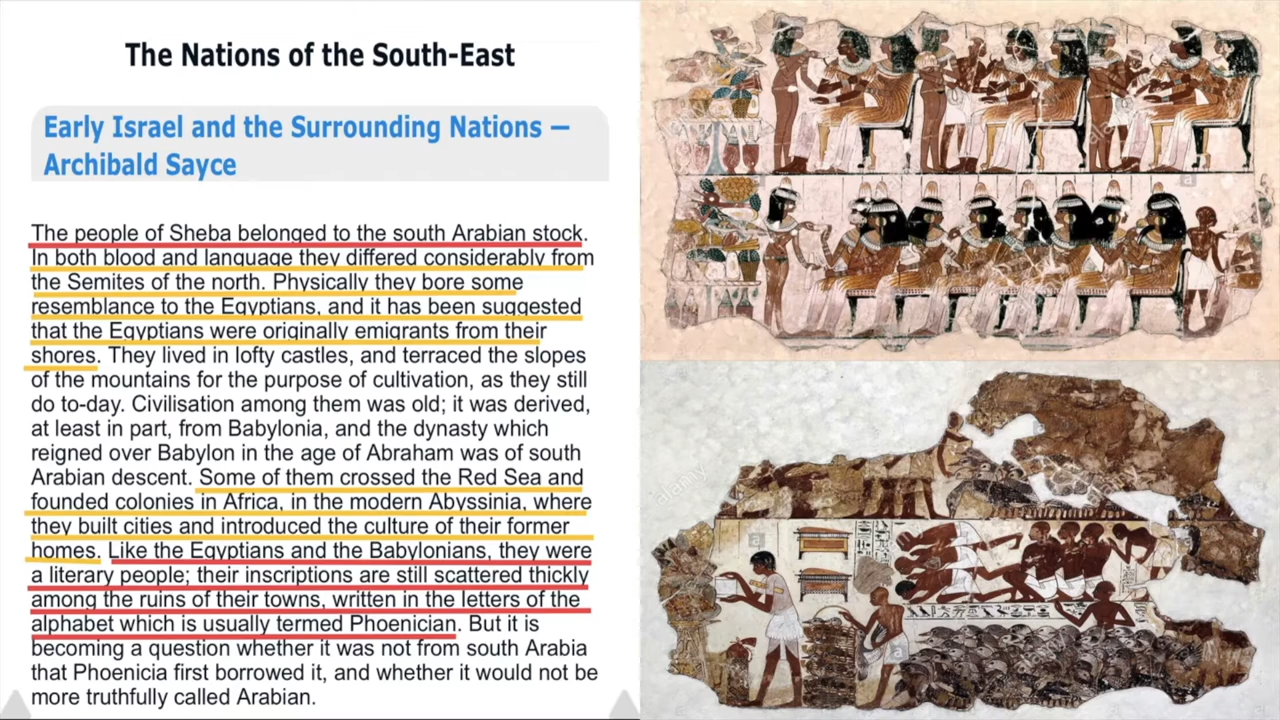 The Nations of the South-East
Early Israel and the Surrounding Nations —
Archibald Sayce
The people of Sheba belonged to the south Arabian stock.
In both blood and language they differed considerably from
the Semites of the north. Physically they bore some
resemblance to the Egyptians, and it has been suggested
that the Egyptians were originally emigrants from their
shores. They lived in lofty castles, and terraced the slopes
of the mountains for the purpose of cultivation, as they still
do to-day. Civilisation among them was old; it was derived,
at least in part, from Babylonia, and the dynasty which
reigned over Babylon in the age of Abraham was of south
Arabian descent. Some of them crossed the Red Sea and
founded colonies in Africa, in the modern Abyssinia, where
they built cities and introduced the culture of their former
homes. Like the Egyptians and the Babylonians, they were
a literary people; their inscriptions are still scattered thickly
among the ruins of their towns, written in the letters of the
alphabet which is usually termed Phoenician. But it is
becoming a question whether it was not from south Arabia
that Phoenicia first borrowed it, and whether it would not be
more truthfully called Arabian.
alamy
a
a
a
alamy